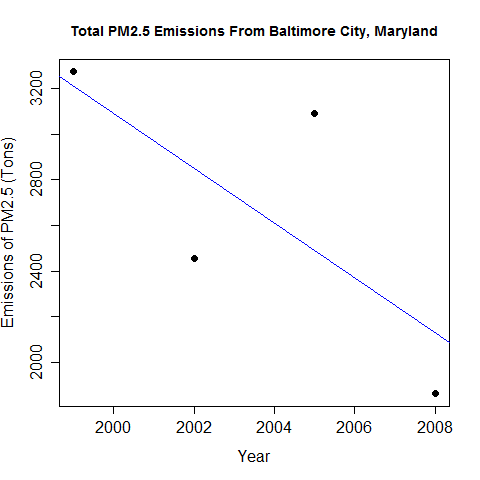 Total PM2.5 Emissions From Baltimore City, Maryland
Emissions of PM2.5 (Tons)
3200
2800
2400
2000
2000 2002 2004 2006 2008
Year